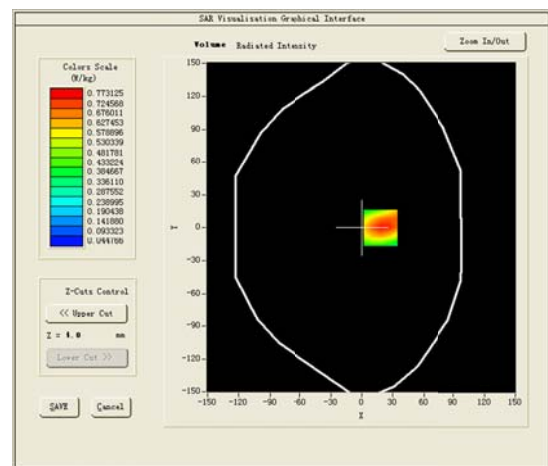 SAR Visualisation Graphical Interface
Volume Radiated Intensity
Zoom In/Out
Colors Scale
(W/kg)
0.773125
0.724568
0.676011
0.627453
0.578896
0.530339
0.481781
0.433224
0.384667
0.336110
0.287552
0.238995
0.190438
0.141880
0.093323
0.044766
Z-Cuts Control
<< Upper Cut
Z = 4.0 mm
Lower Cut >>
SAVE Cancel
150
120
90
60
30
0
-30
-60
-90
-120
-150
Y
-150 -120 -90 -60 -30 0 30 60 90 120 150
X